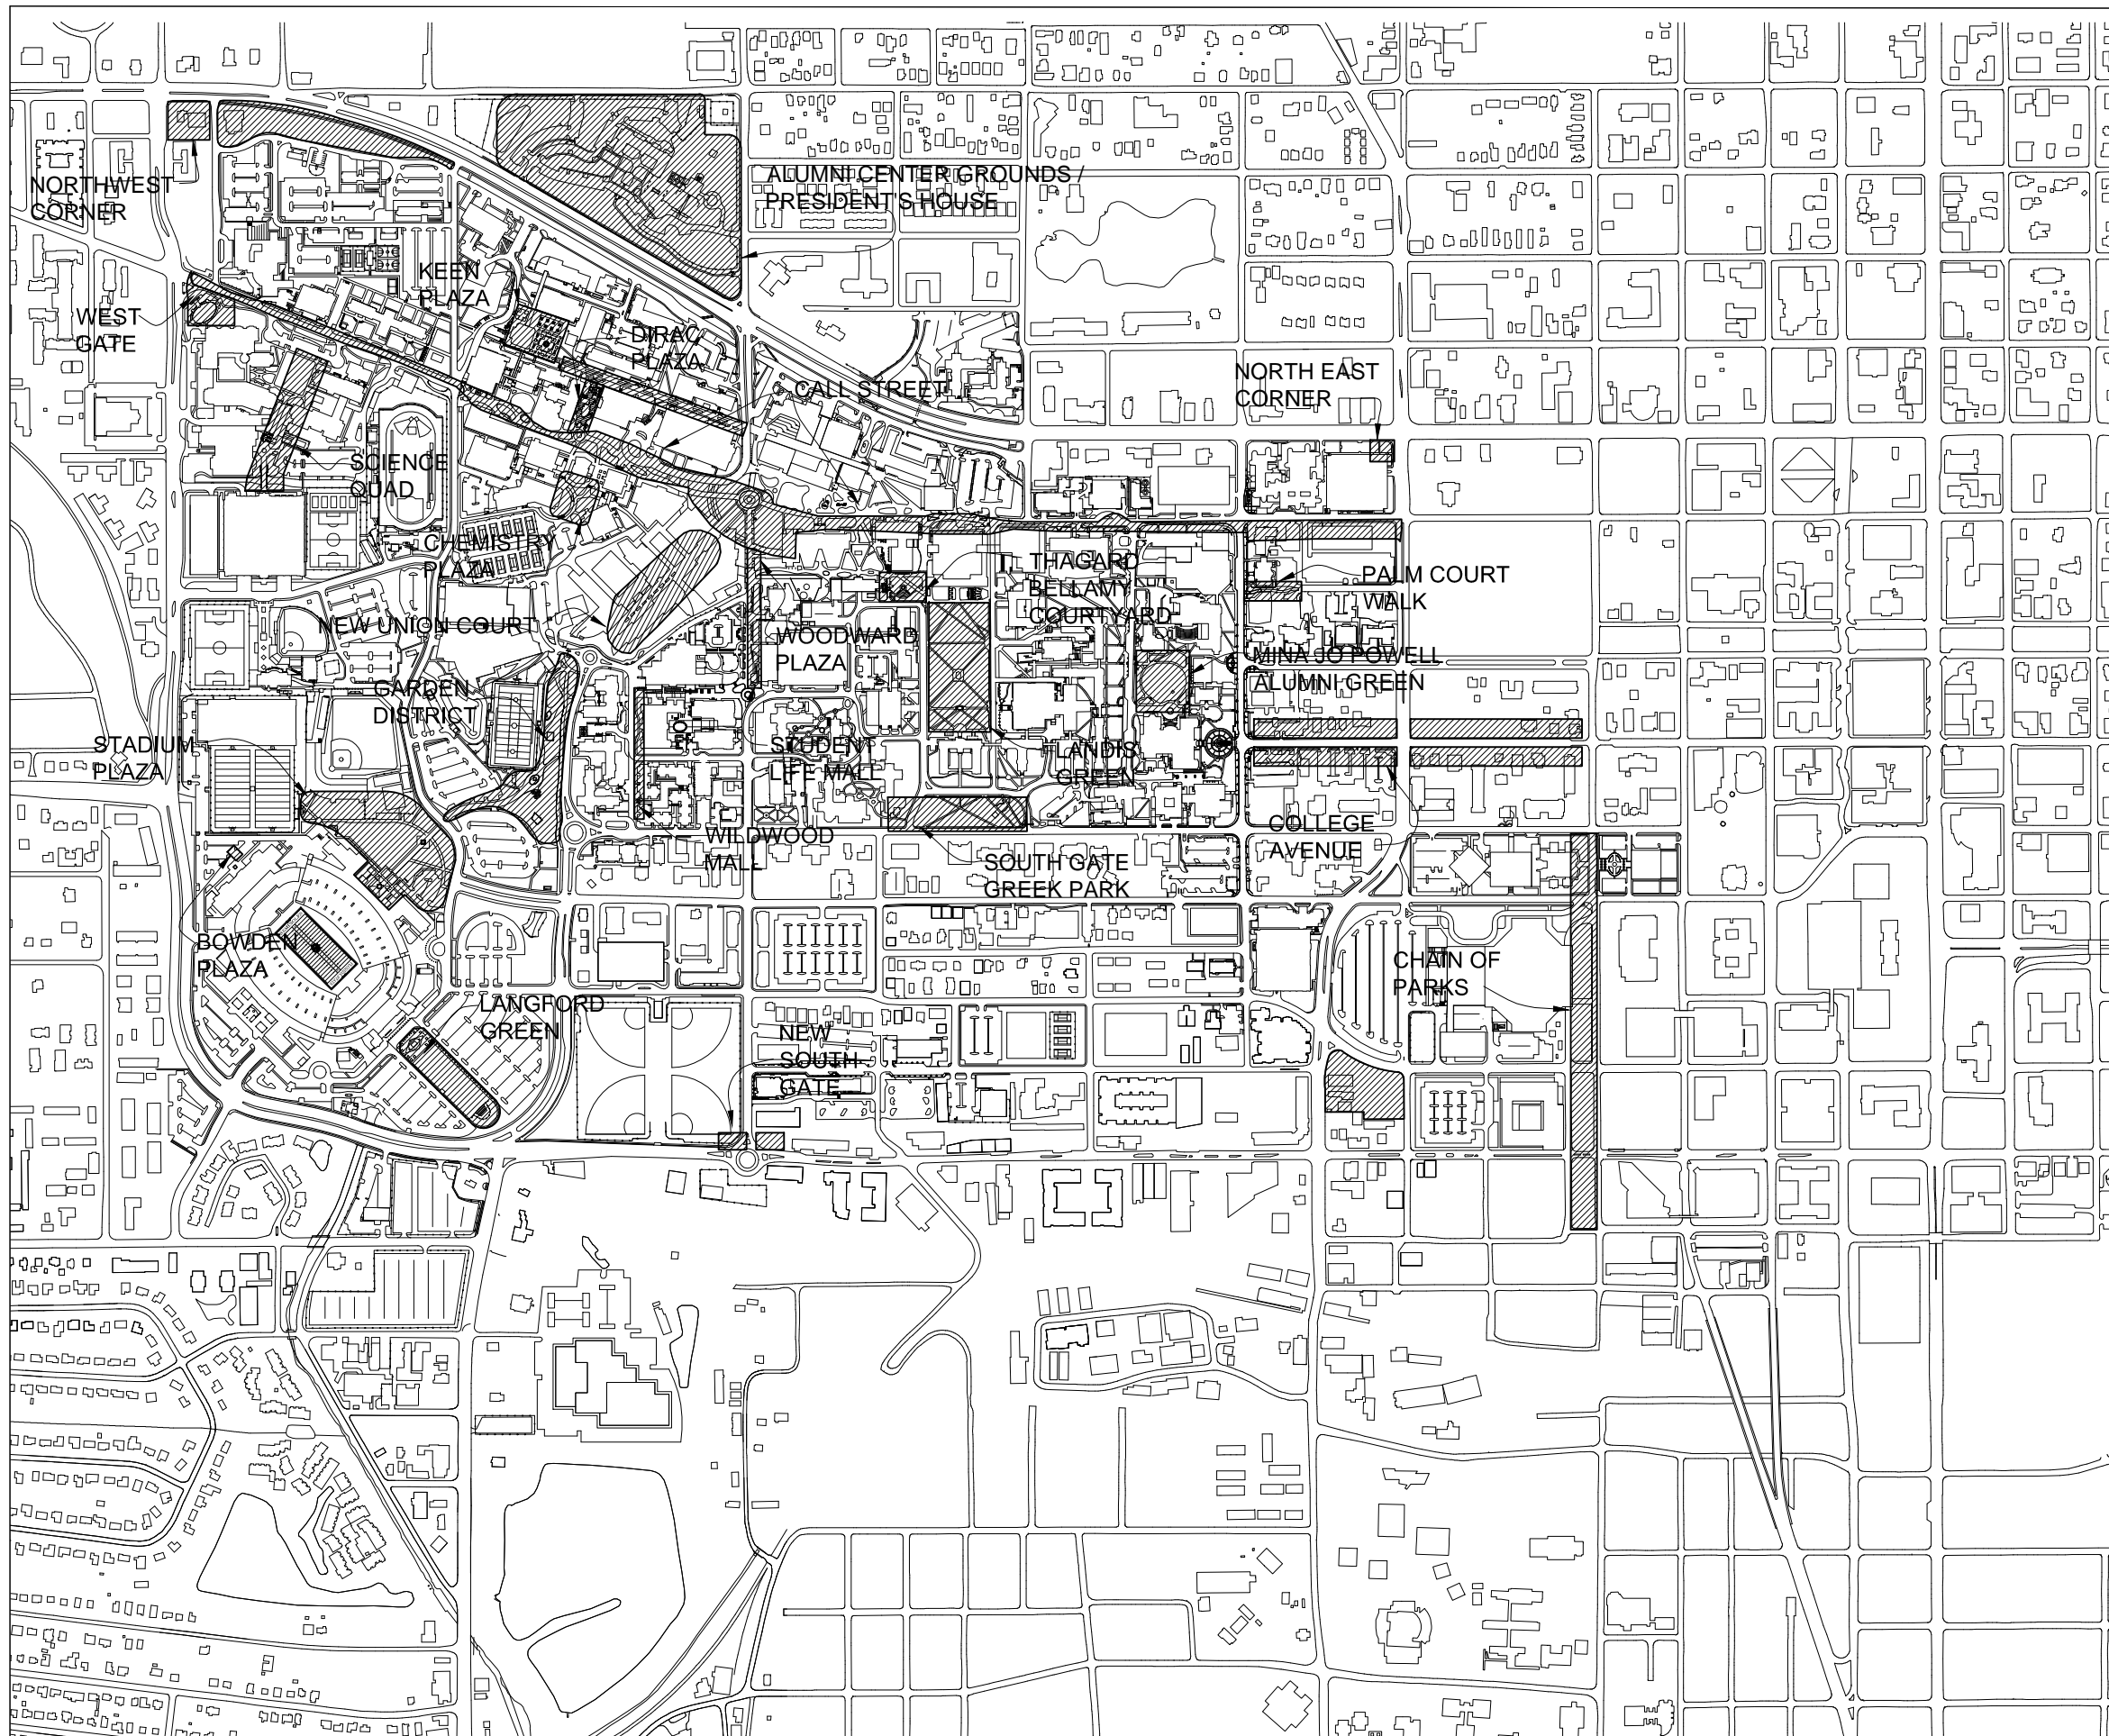 ALUMNI CENTER GROUNDS /
PRESIDENT'S HOUSE
NORTHWEST
CORNER
KEEN
PLAZA
WEST
GATE
DIRAC
PLAZA
CALL STREET
NORTH EAST
CORNER
SCIENCE
QUAD
CHEMISTRY
PLAZA
THAGARD
BELLAMY
COURTYARD
PALM COURT
WALK
NEW UNION COURT
WOODWARD
PLAZA
MINA JO POWELL
ALUMNI GREEN
GARDEN
DISTRICT
STADIUM
PLAZA
STUDENT
LIFE MALL
LANDIS
GREEN
WILDWOOD
MALL
COLLEGE
AVENUE
SOUTH GATE
GREEK PARK
BOWDEN
PLAZA
CHAIN OF
PARKS
LANGFORD
GREEN
NEW
SOUTH
GATE